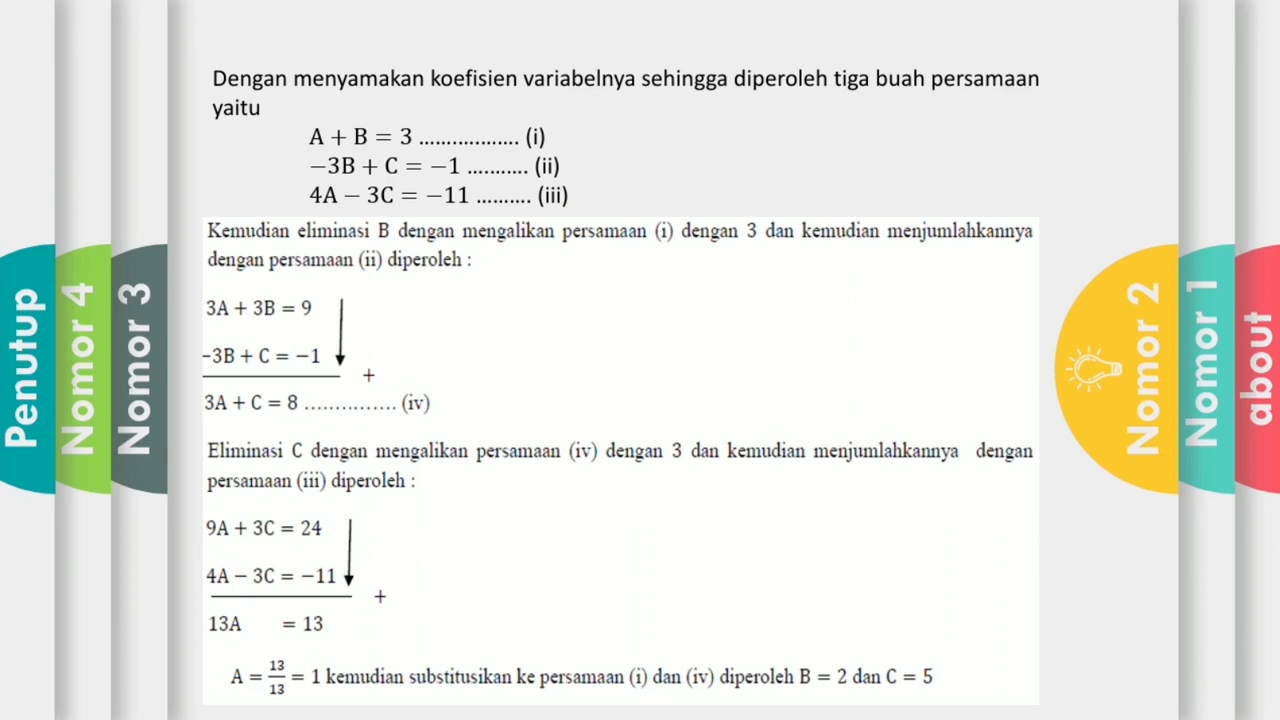 Dengan menyamakan koefisien variabelnya sehingga diperoleh tiga buah persamaan
yaitu
A + B = 3 .................. (i)
−3B + C = −1 ........... (ii)
4A − 3C = −11 .......... (iii)
Kemudian eliminasi B dengan mengalikan persamaan (i) dengan 3 dan kemudian menjumlahkannya
dengan persamaan (ii) diperoleh :
3A + 3B = 9
-3B + C = −1
+
3A + C = 8 ............... (iv)
Eliminasi C dengan mengalikan persamaan (iv) dengan 3 dan kemudian menjumlahkannya dengan
persamaan (iii) diperoleh :
9A + 3C = 24
4A − 3C = −11
+
13A = 13
A = 13/13 = 1 kemudian substusikan ke persamaan (i) dan (iv) diperoleh B = 2 dan C = 5
Penutup
Nomor 4
Nomor 3
Nomor 2
Nomor 1
about